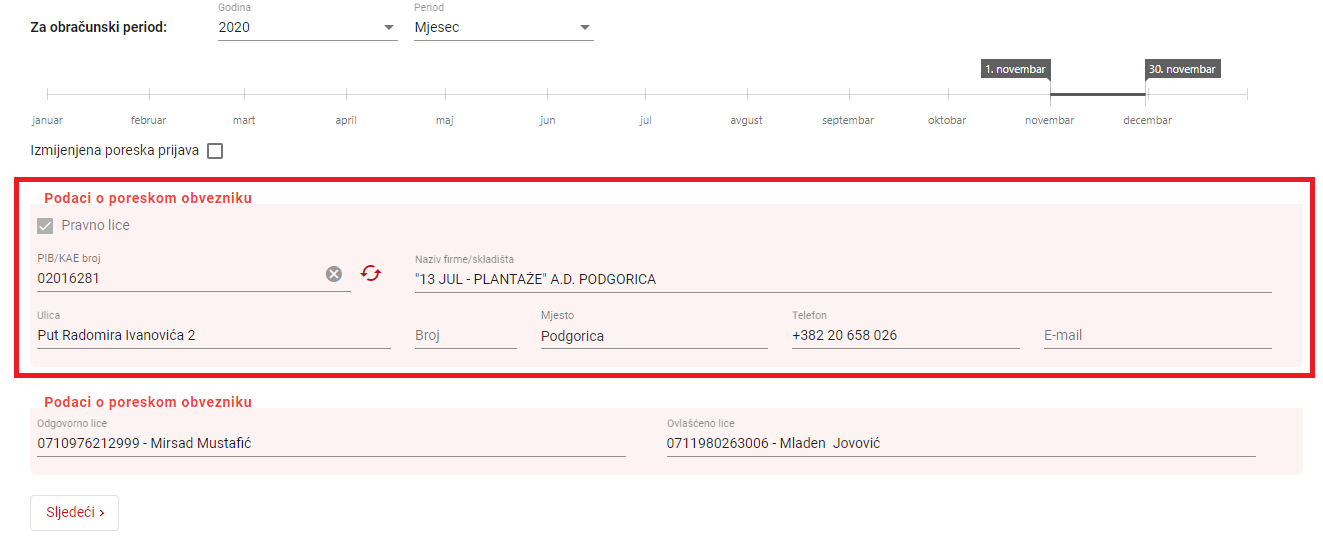 Godina Period
Za obračunski period: 2020 Mjesec
1. novembar 30. novembar
januar februar mart april maj jun jul avgust septembar oktobar novembar decembar
Izmijenjena poreska prijava
Podaci o poreskom obvezniku
Pravno lice
PIB/KAE broj Naziv firme/skladišta
02016281 "13 JUL - PLANTAŽE" A.D. PODGORICA
Ulica Mjesto Telefon
Put Radomira Ivanovića 2 Broj Podgorica +382 20 658 026 E-mail
Podaci o poreskom obvezniku
Odgovorno lice Ovlašćeno lice
0710976212999 - Mirsad Mustafić 0711980263006 - Mladen Jovović
Sljedeći ›